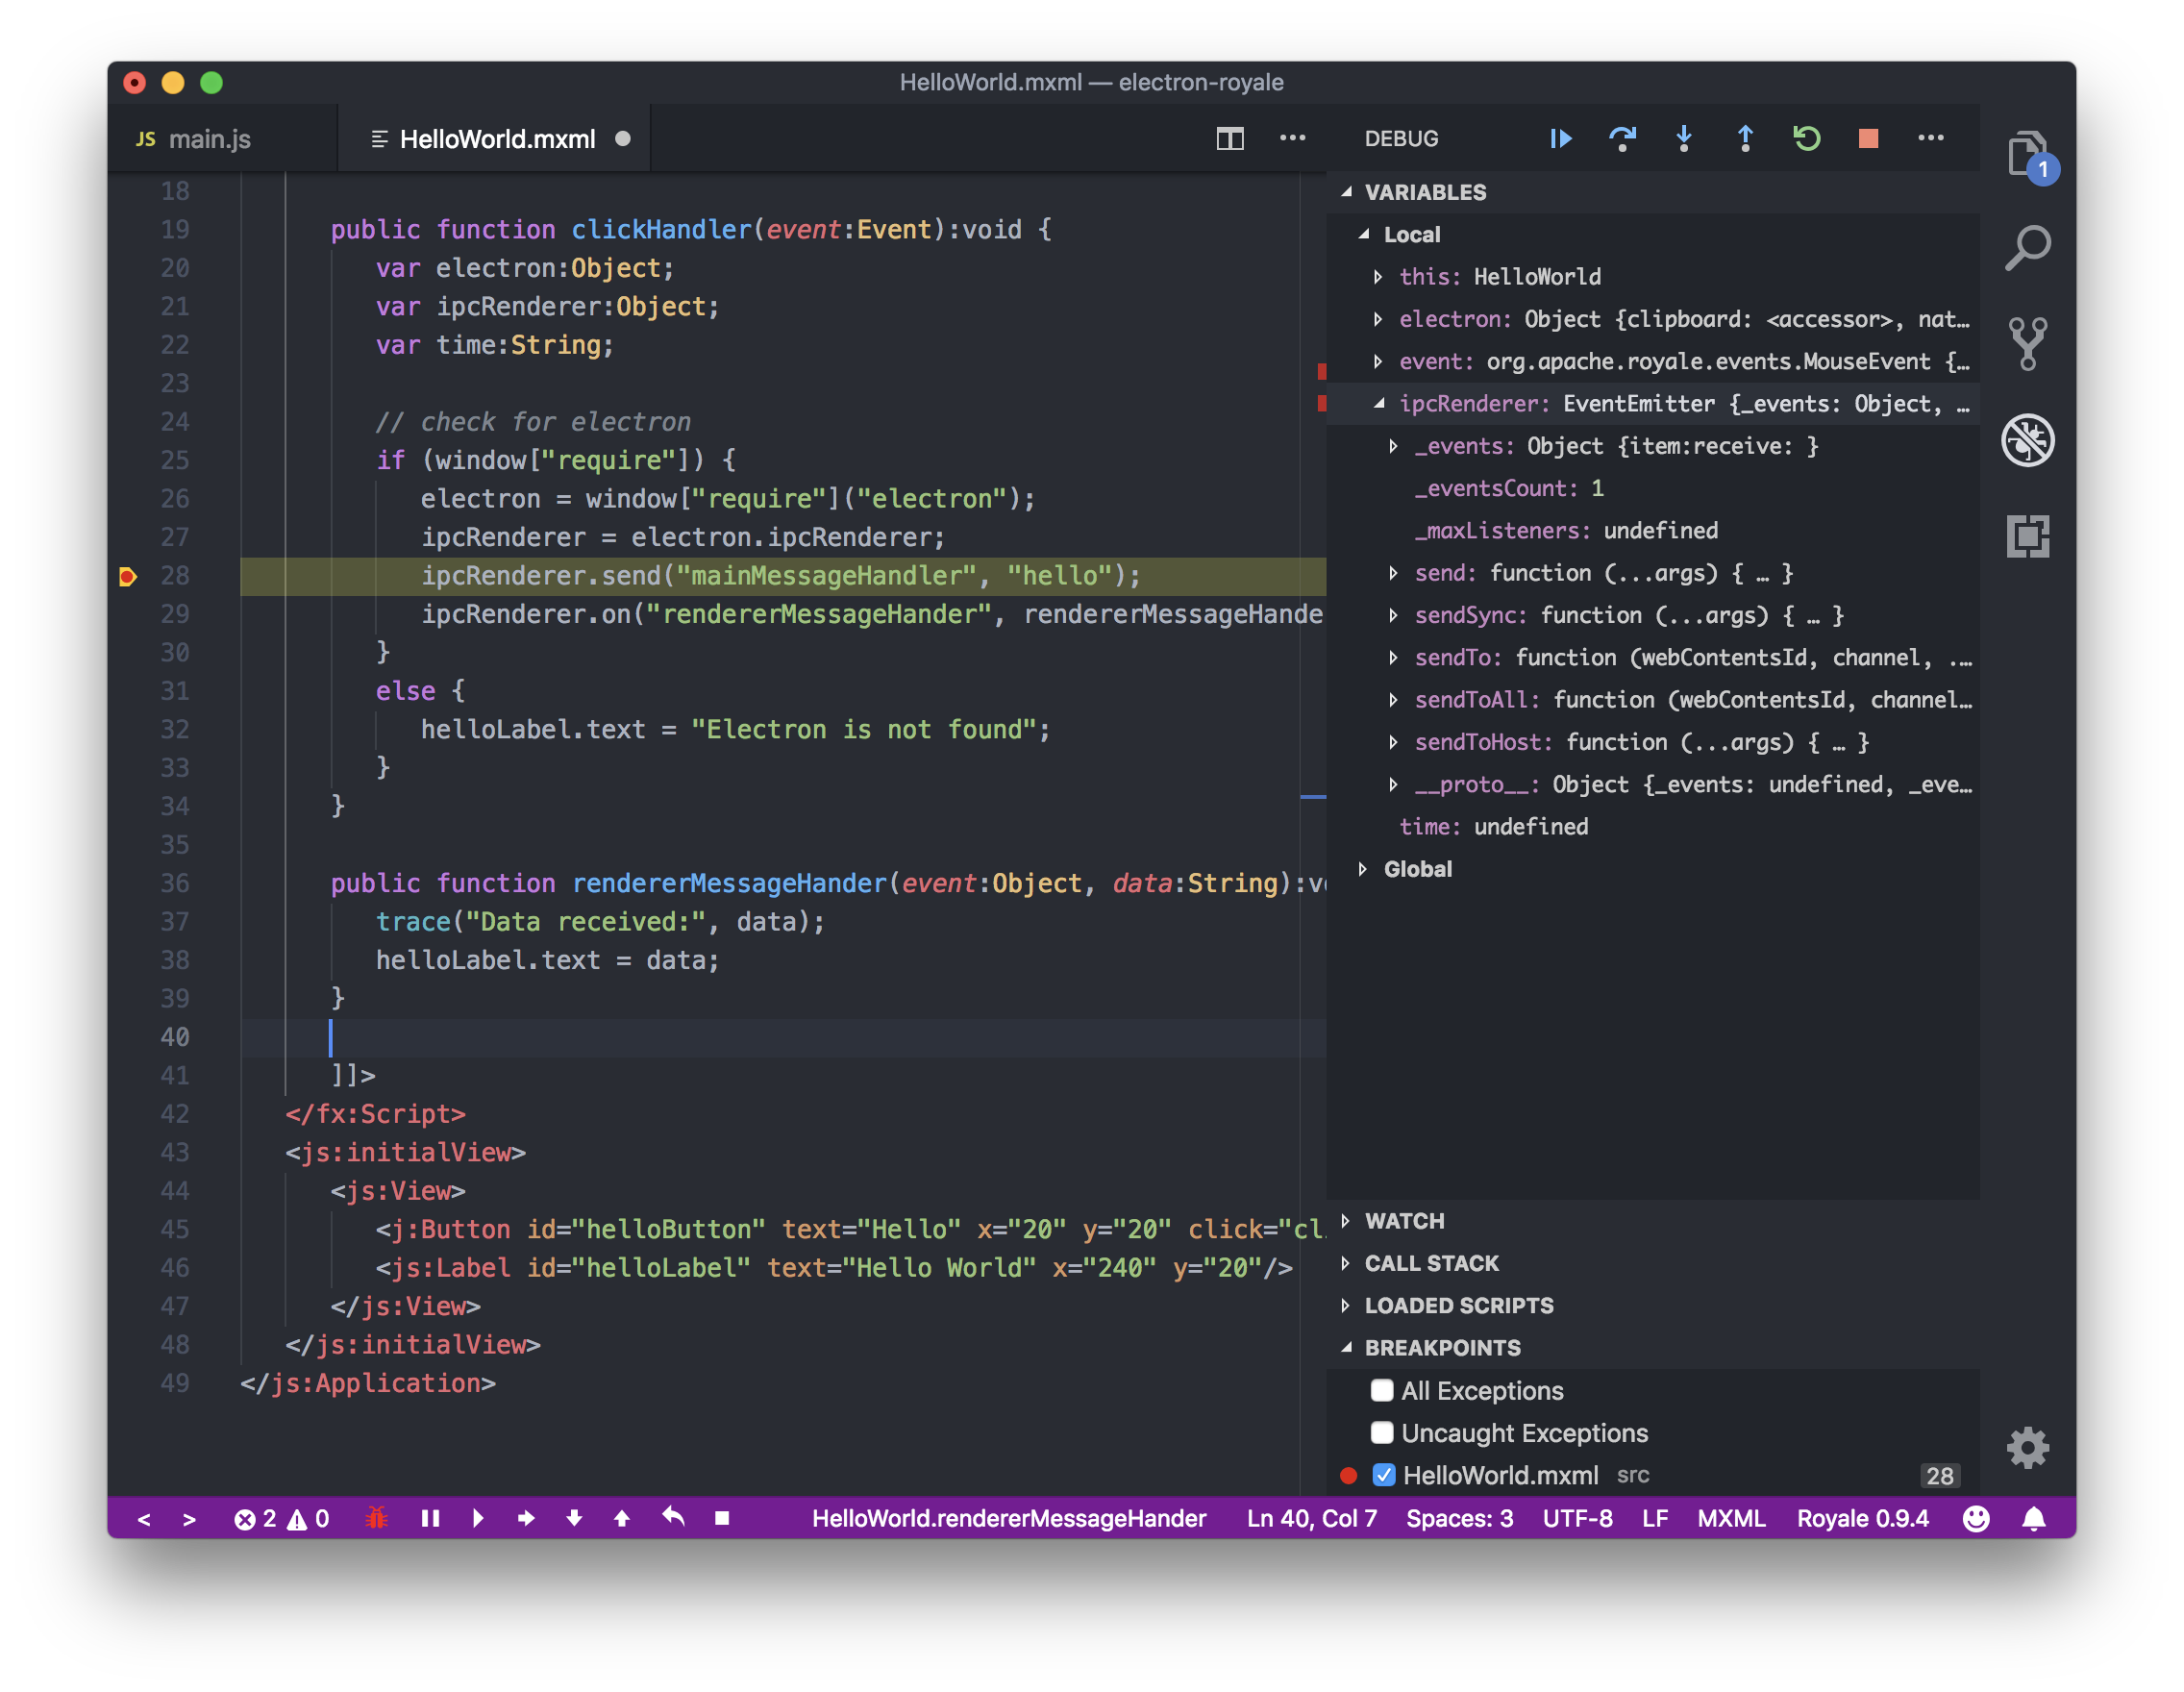 HelloWorld.mxml — electron-royale
JS main.js
HelloWorld.mxml
DEBUG
18
19 public function clickHandler(event:Event):void {
20 var electron:Object;
21 var ipcRenderer:Object;
22 var time:String;
23
24 // check for electron
25 if (window["require"]) {
26 electron = window["require"]("electron");
27 ipcRenderer = electron.ipcRenderer;
28 ipcRenderer.send("mainMessageHandler", "hello");
29 ipcRenderer.on("rendererMessageHander", rendererMessageHande
30 }
31 else {
32 helloLabel.text = "Electron is not found";
33 }
34 }
35
36 public function rendererMessageHander(event:Object, data:String):v
37 trace("Data received:", data);
38 helloLabel.text = data;
39 }
40
41 ]]>
42 </fx:Script>
43 <js:initialView>
44 <js:View>
45 <j:Button id="helloButton" text="Hello" x="20" y="20" click="cl
46 <js:Label id="helloLabel" text="Hello World" x="240" y="20"/>
47 </js:View>
48 </js:initialView>
49 </js:Application>
VARIABLES
Local
this: HelloWorld
electron: Object {clipboard: <accessor>, nat…
event: org.apache.royale.events.MouseEvent {…
ipcRenderer: EventEmitter {_events: Object, …
_events: Object {item:receive: }
_eventsCount: 1
_maxListeners: undefined
send: function (...args) { … }
sendSync: function (...args) { … }
sendTo: function (webContentsId, channel, .…
sendToAll: function (webContentsId, channel…
sendToHost: function (...args) { … }
__proto__: Object {_events: undefined, _eve…
time: undefined
Global
WATCH
CALL STACK
LOADED SCRIPTS
BREAKPOINTS
All Exceptions
Uncaught Exceptions
HelloWorld.mxml src 28
1
< > 2 0 HelloWorld.rendererMessageHander Ln 40, Col 7 Spaces: 3 UTF-8 LF MXML Royale 0.9.4